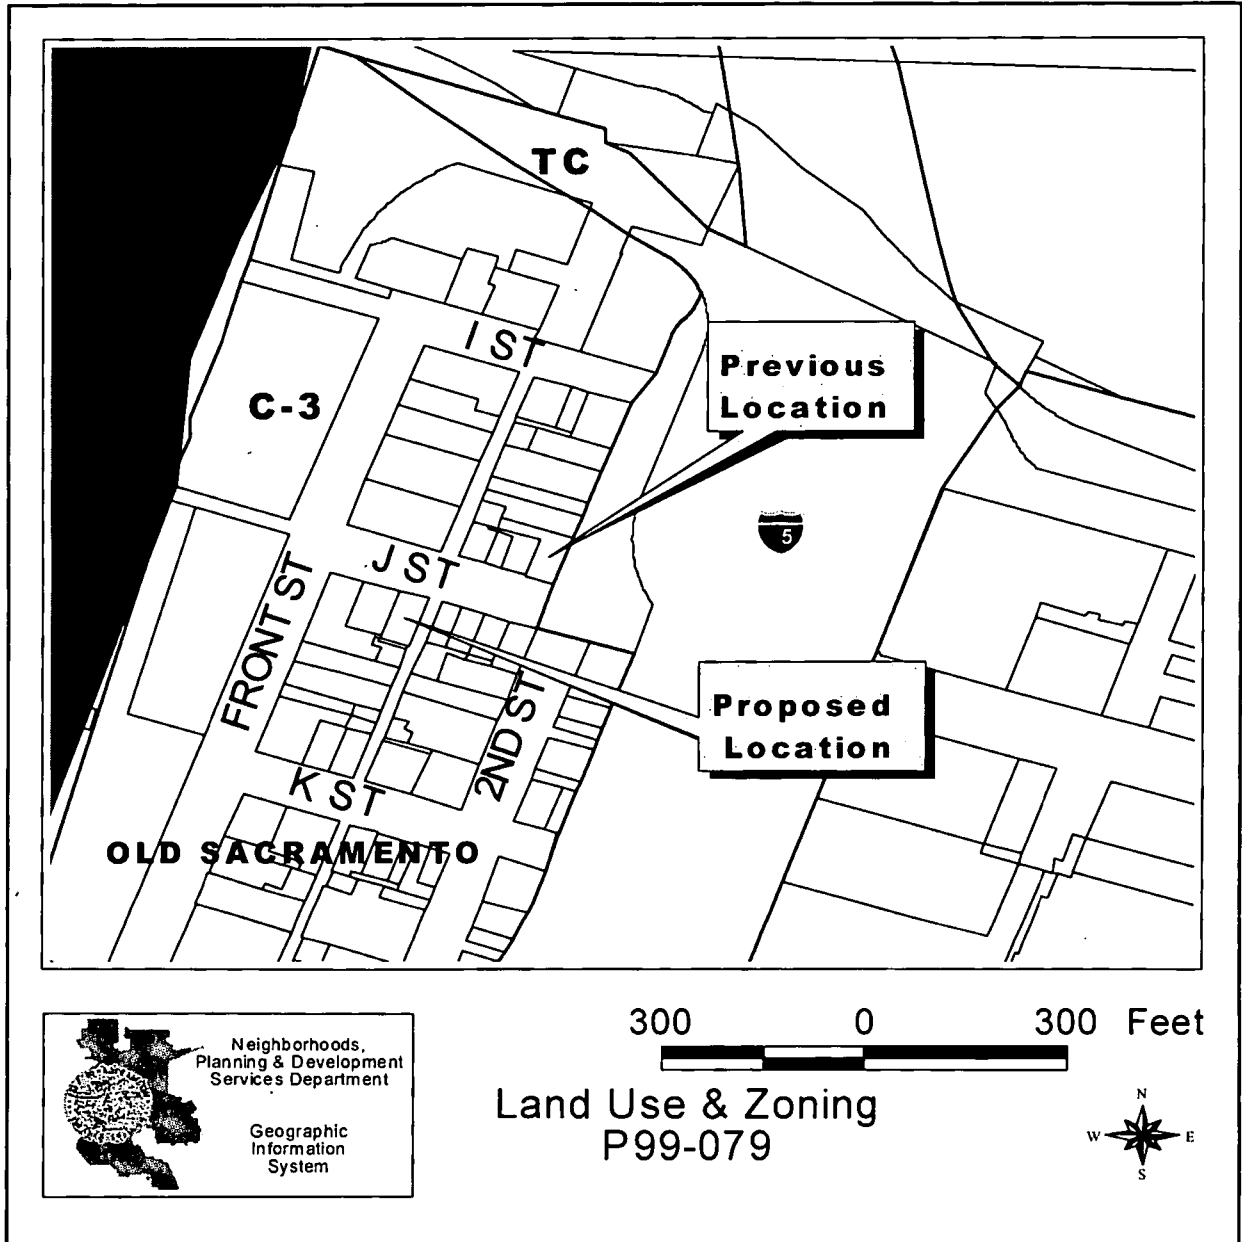 TC
I ST
Previous
Location
C-3
5
J ST
FRONT ST
Proposed
Location
2ND ST
K ST
OLD SACRAMENTO
300 0 300 Feet
Neighborhoods,
Planning & Development
Services Department
Geographic
Information
System
Land Use & Zoning
P99-079
N
W E
S